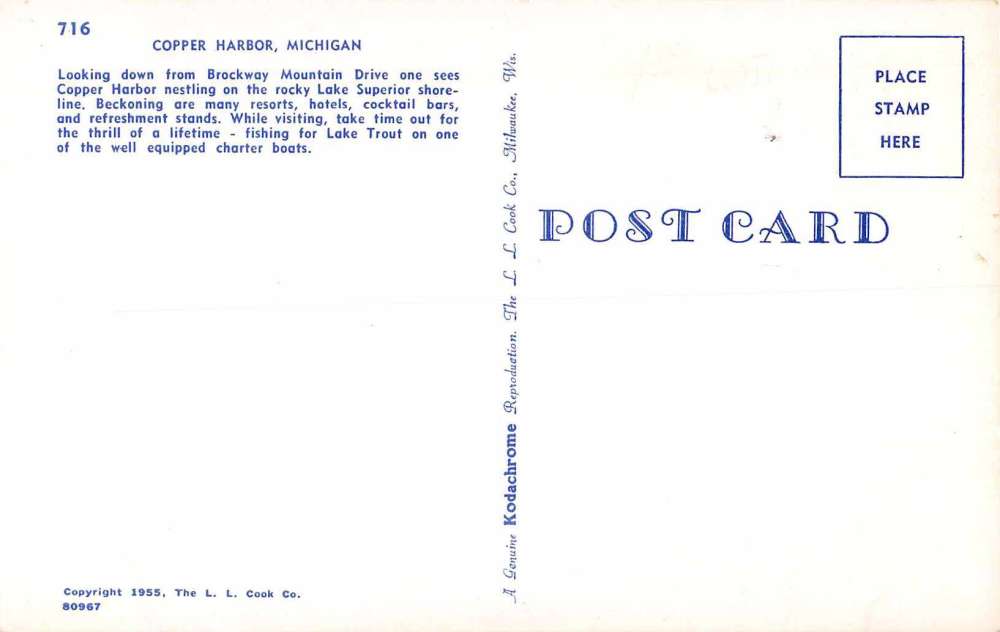 716
COPPER HARBOR, MICHIGAN
Looking down from Brockway Mountain Drive one sees
Copper Harbor nestling on the rocky Lake Superior shore-
line. Beckoning are many resorts, hotels, cocktail bars,
and refreshment stands. While visiting, take time out for
the thrill of a lifetime - fishing for Lake Trout on one
of the well equipped charter boats.
Copyright 1955, The L. L. Cook Co.
80967
A Genuine Kodachrome Reproduction. The L. L. Cook Co., Milwaukee, Wis.
PLACE
STAMP
HERE
POST CARD